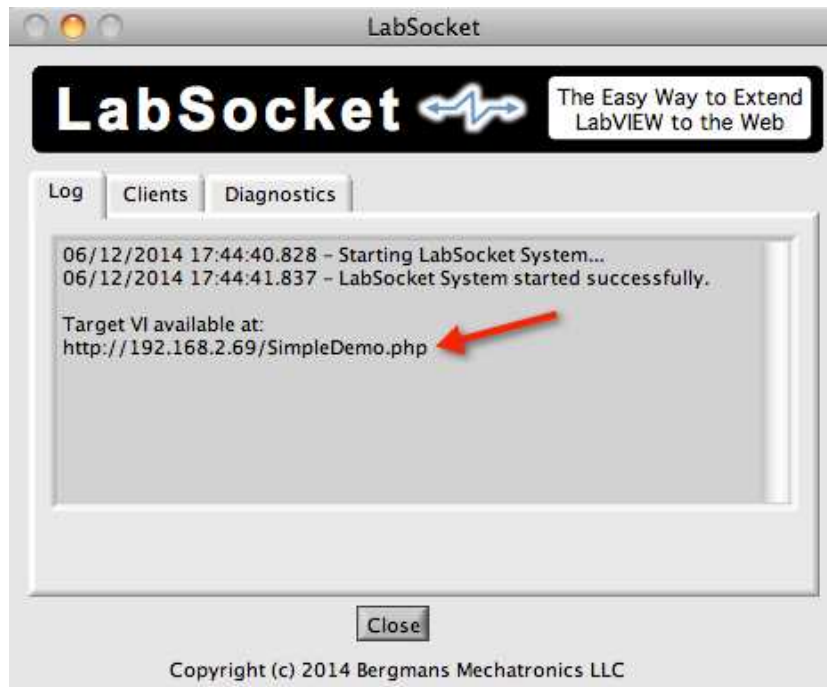 LabSocket
LabSocket
The Easy Way to Extend
LabVIEW to the Web
Log
Clients
Diagnostics
06/12/2014 17:44:40.828 – Starting LabSocket System...
06/12/2014 17:44:41.837 – LabSocket System started successfully.
Target VI available at:
http://192.168.2.69/SimpleDemo.php
Close
Copyright (c) 2014 Bergmans Mechatronics LLC